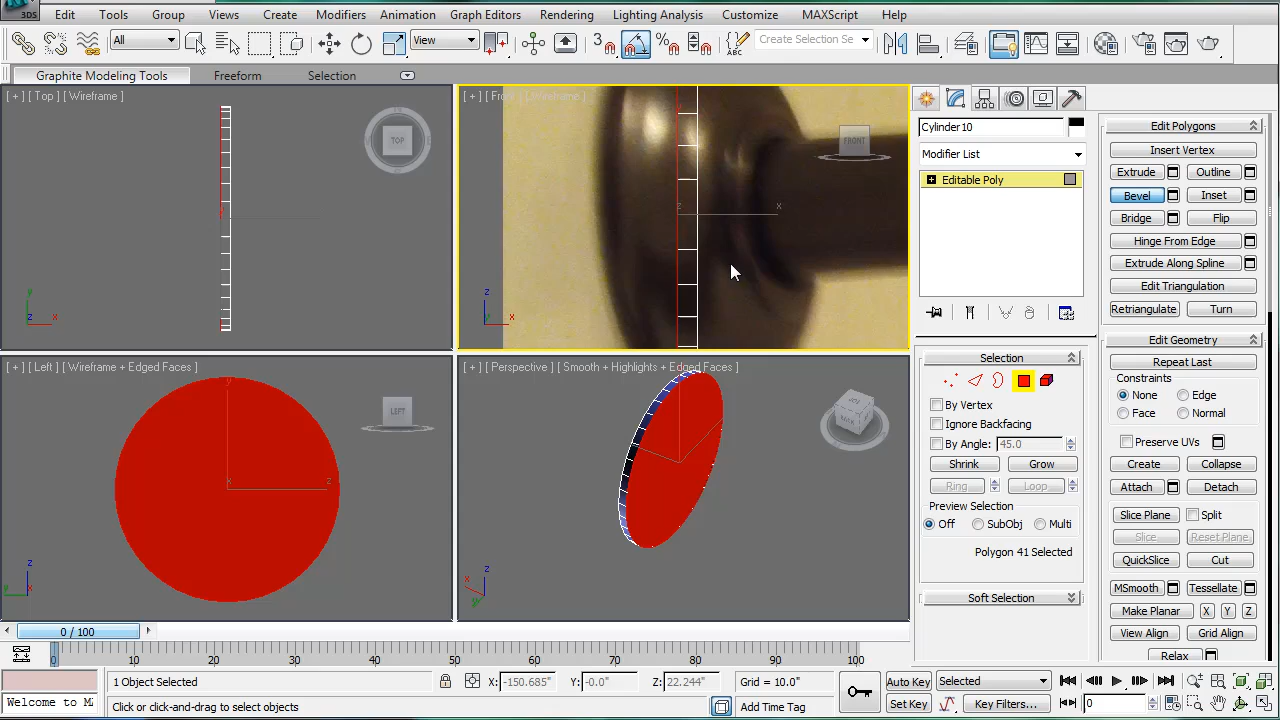 3DS Edit Tools Group Views Create Modifiers Animation Graph Editors Rendering Lighting Analysis Customize MAXScript Help
All View 3 Create Selection Se
Graphite Modeling Tools Freeform Selection
[ + ] [ Top ] [ Wireframe ]
TOP
y
z x
[ + ] [ Front ] [ Wireframe ]
FRONT
z x
z
y x
Cylinder10
Modifier List
Editable Poly
Edit Polygons
Insert Vertex
Extrude Outline
Bevel Inset
Bridge Flip
Hinge From Edge
Extrude Along Spline
Edit Triangulation
Retriangulate Turn
[ + ] [ Left ] [ Wireframe + Edged Faces ]
LEFT
y
x z
z
y x
[ + ] [ Perspective ] [ Smooth + Highlights + Edged Faces ]
z
x
y
Selection
By Vertex
Ignore Backfacing
By Angle: 45.0
Shrink Grow
Ring Loop
Preview Selection
Off SubObj Multi
Polygon 41 Selected
Soft Selection
Edit Geometry
Repeat Last
Constraints
None Edge
Face Normal
Preserve UVs
Create Collapse
Attach Detach
Slice Plane Split
Slice Reset Plane
QuickSlice Cut
MSmooth Tessellate
Make Planar X Y Z
View Align Grid Align
Relax
0 / 100
0 10 20 30 40 50 60 70 80 90 100
1 Object Selected X: -150.685" Y: -0.0" Z: 22.244" Grid = 10.0" Auto Key Selected
Welcome to M Click or click-and-drag to select objects Add Time Tag Set Key Key Filters... 0